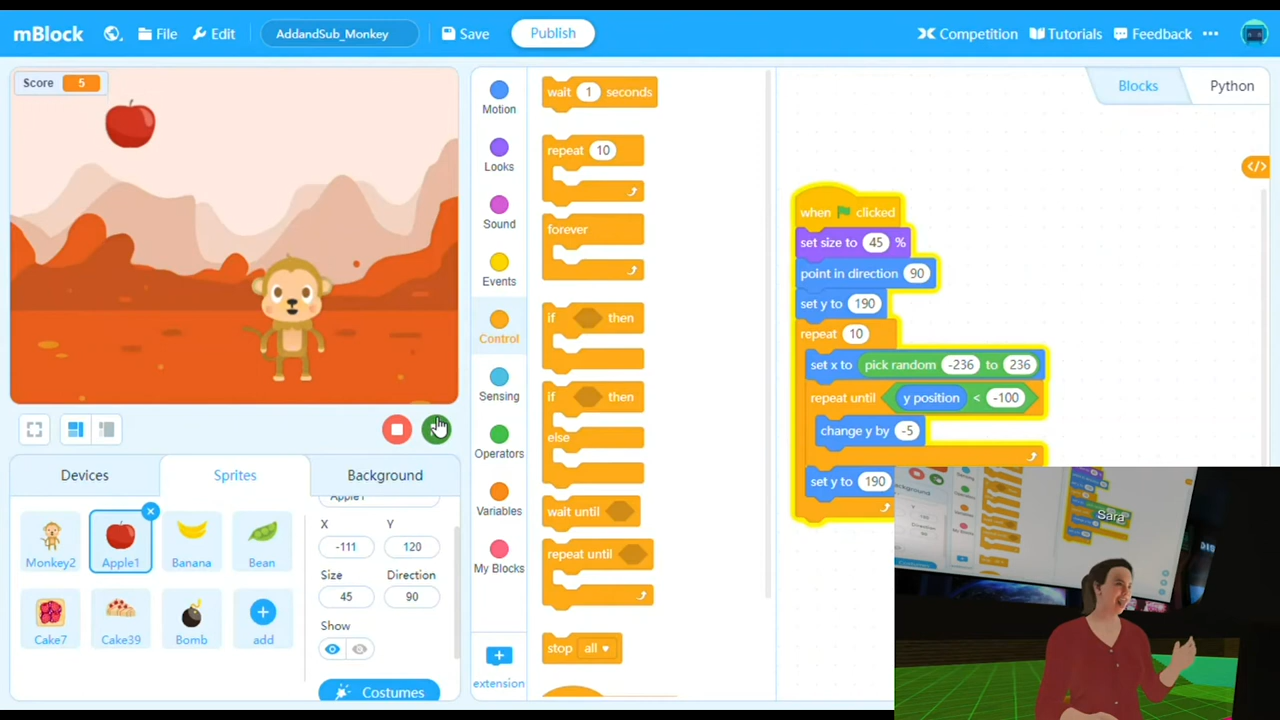 mBlock File Edit AddandSub_Monkey Save Publish Competition Tutorials Feedback
Score 5
Blocks Python
Motion
Looks
Sound
Events
Control
Sensing
Operators
Variables
My Blocks
extension
wait 1 seconds
repeat 10
forever
if then
if then
else
wait until
repeat until
stop all
</>
when clicked
set size to 45 %
point in direction 90
set y to 190
repeat 10
set x to pick random -236 to 236
repeat until y position < -100
change y by -5
set y to 190
Devices Sprites Background
Monkey2 Apple1 Banana Bean
Cake7 Cake39 Bomb add
Apple1
X Y
-111 120
Size Direction
45 90
Show
Costumes
Sara